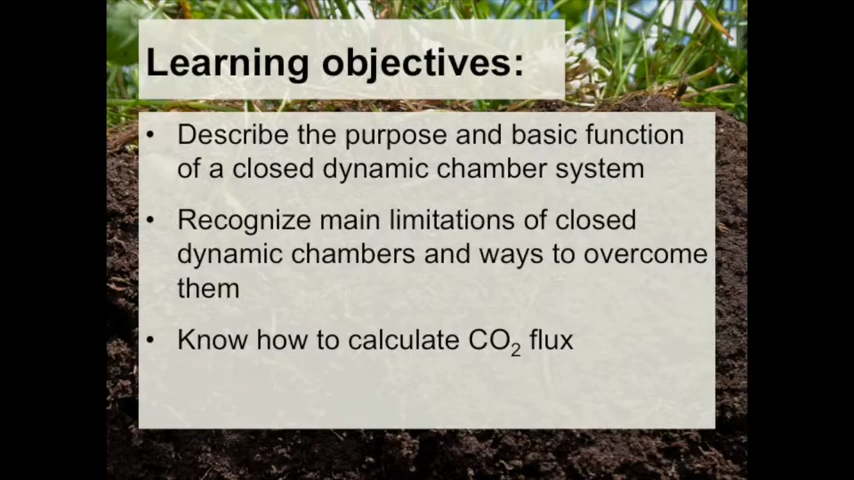 Learning objectives:
• Describe the purpose and basic function
of a closed dynamic chamber system
• Recognize main limitations of closed
dynamic chambers and ways to overcome
them
• Know how to calculate CO₂ flux